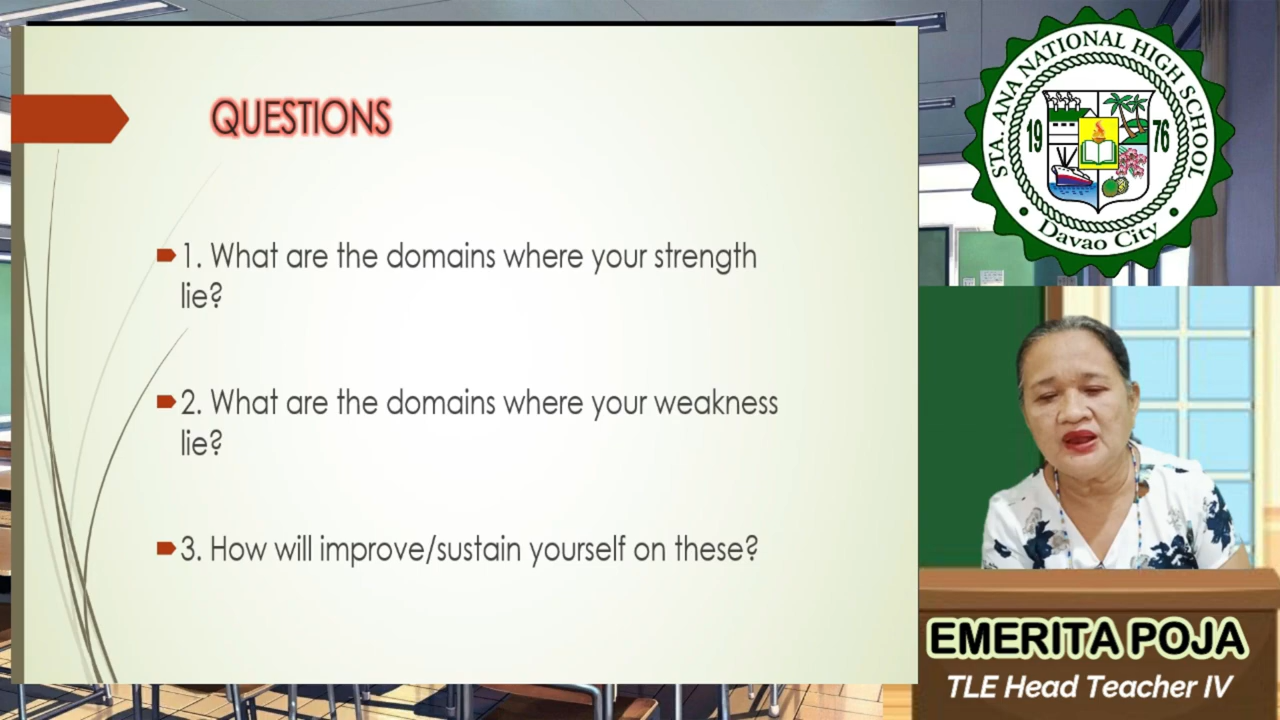 QUESTIONS
1. What are the domains where your strength
lie?
2. What are the domains where your weakness
lie?
3. How will improve/sustain yourself on these?
STA. ANA NATIONAL HIGH SCHOOL
19 76
Davao City
EMERITA POJA
TLE Head Teacher IV